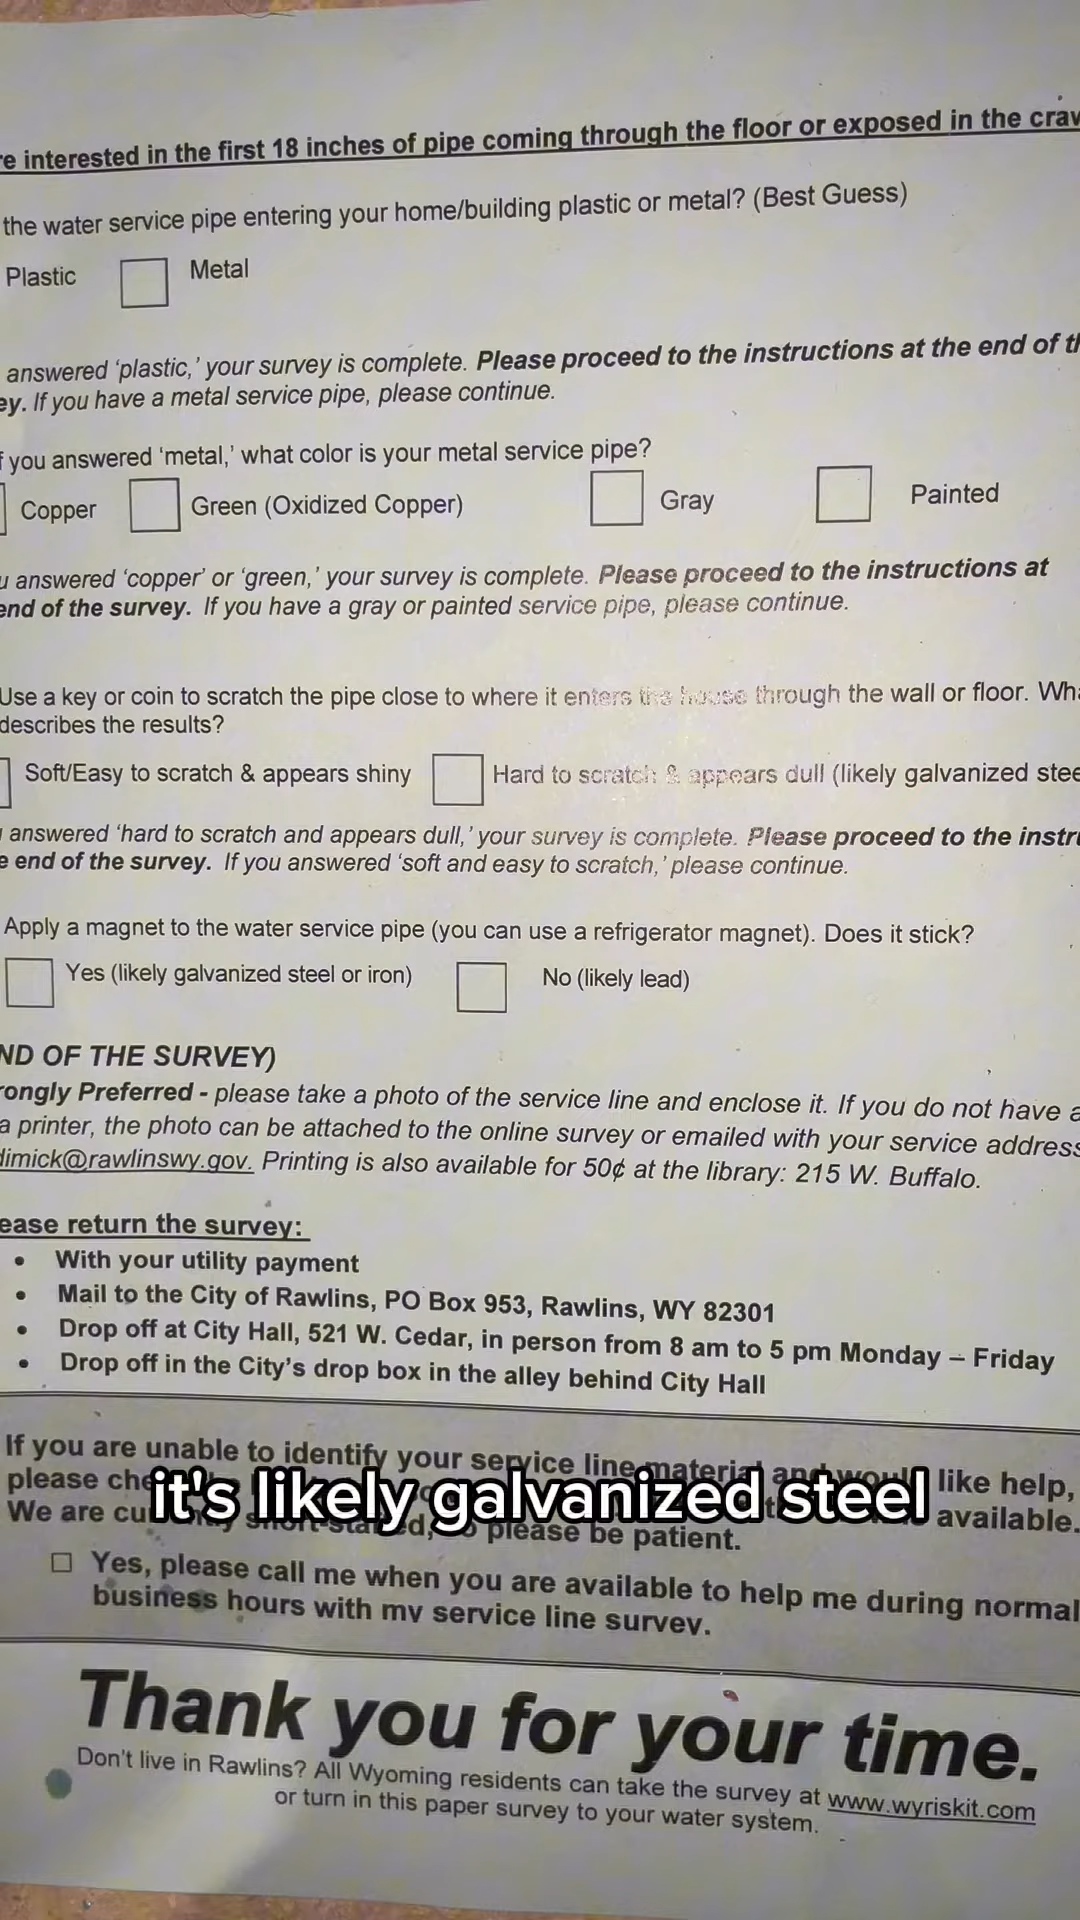 re interested in the first 18 inches of pipe coming through the floor or exposed in the craw
the water service pipe entering your home/building plastic or metal? (Best Guess)
Plastic Metal
answered 'plastic,' your survey is complete. Please proceed to the instructions at the end of th
ey. If you have a metal service pipe, please continue.
f you answered 'metal,' what color is your metal service pipe?
Copper Green (Oxidized Copper) Gray Painted
u answered 'copper' or 'green,' your survey is complete. Please proceed to the instructions at
end of the survey. If you have a gray or painted service pipe, please continue.
Use a key or coin to scratch the pipe close to where it enters the house through the wall or floor. Wha
describes the results?
Soft/Easy to scratch & appears shiny Hard to scratch & appears dull (likely galvanized stee
answered 'hard to scratch and appears dull,' your survey is complete. Please proceed to the instru
e end of the survey. If you answered 'soft and easy to scratch,' please continue.
Apply a magnet to the water service pipe (you can use a refrigerator magnet). Does it stick?
Yes (likely galvanized steel or iron) No (likely lead)
ND OF THE SURVEY)
rongly Preferred - please take a photo of the service line and enclose it. If you do not have a
a printer, the photo can be attached to the online survey or emailed with your service address
limick@rawlinswy.gov. Printing is also available for 50¢ at the library: 215 W. Buffalo.
ease return the survey:
• With your utility payment
• Mail to the City of Rawlins, PO Box 953, Rawlins, WY 82301
• Drop off at City Hall, 521 W. Cedar, in person from 8 am to 5 pm Monday – Friday
• Drop off in the City's drop box in the alley behind City Hall
If you are unable to identify your service line material and would like help,
please che
it's likely galvanized steel
We are cu short-staffed, so please be patient. available.
Yes, please call me when you are available to help me during normal
business hours with my service line survey.
Thank you for your time.
Don't live in Rawlins? All Wyoming residents can take the survey at www.wyriskit.com
or turn in this paper survey to your water system.